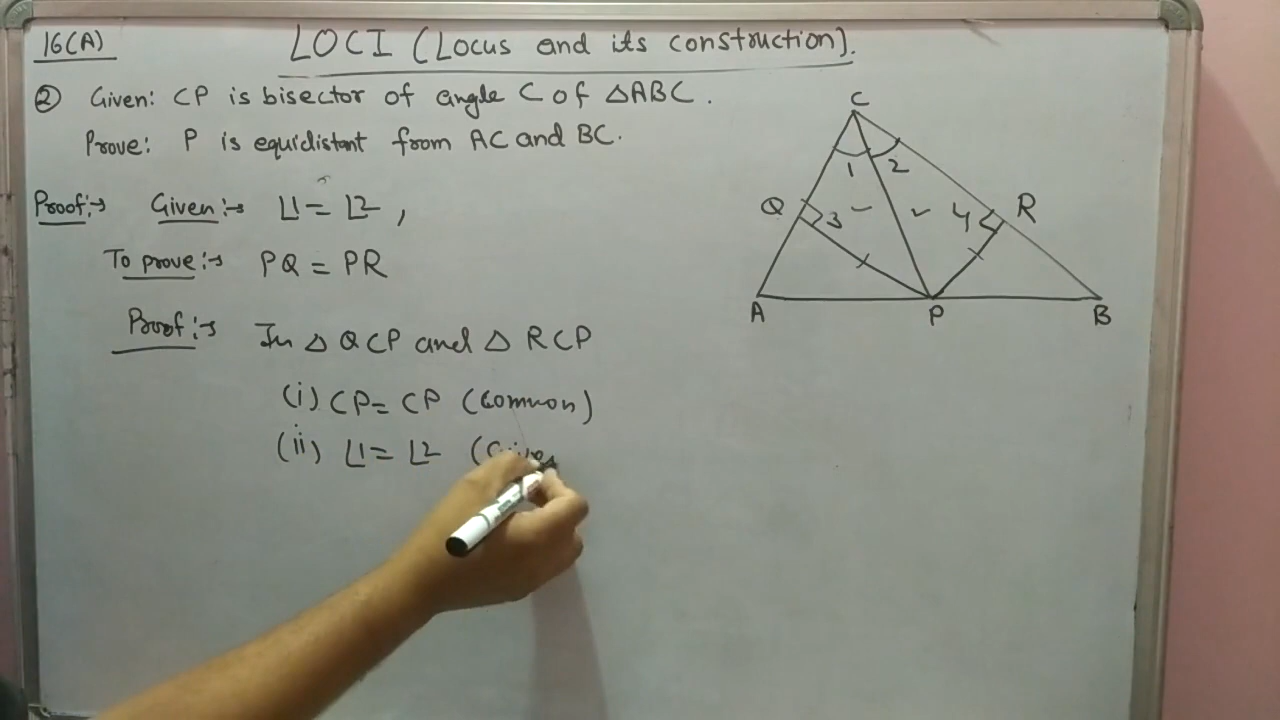 16(A)
LOCI (Locus and its construction).
② Given: CP is bisector of angle C of △ABC.
Prove: P is equidistant from AC and BC.
Proof:→ Given:→ ∠1 = ∠2,
To prove:→ PQ = PR
Proof:→ In △ QCP and △ RCP
(i) CP = CP (Common)
(ii) ∠1 = ∠2
C
1 2
Q 3 4 R
A P B